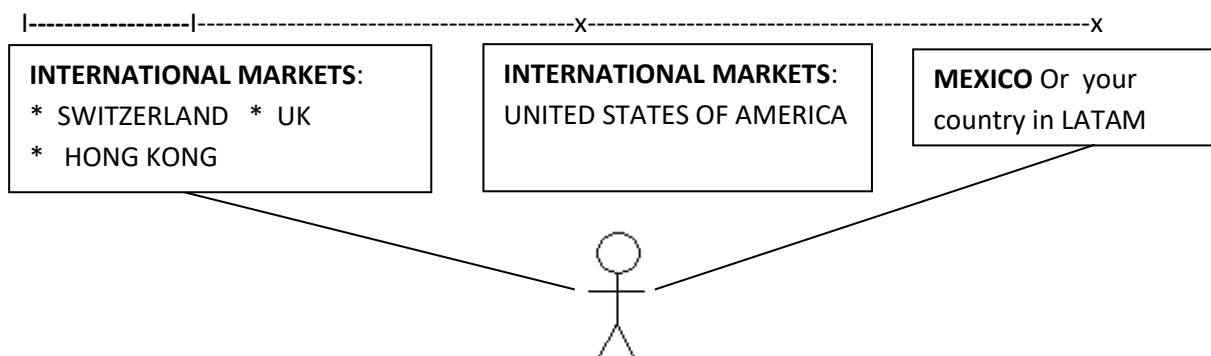 I-----------------I----------------------------------------x------------------------------------------------------x
INTERNATIONAL MARKETS:
* SWITZERLAND * UK
* HONG KONG
INTERNATIONAL MARKETS:
UNITED STATES OF AMERICA
MEXICO Or your
country in LATAM